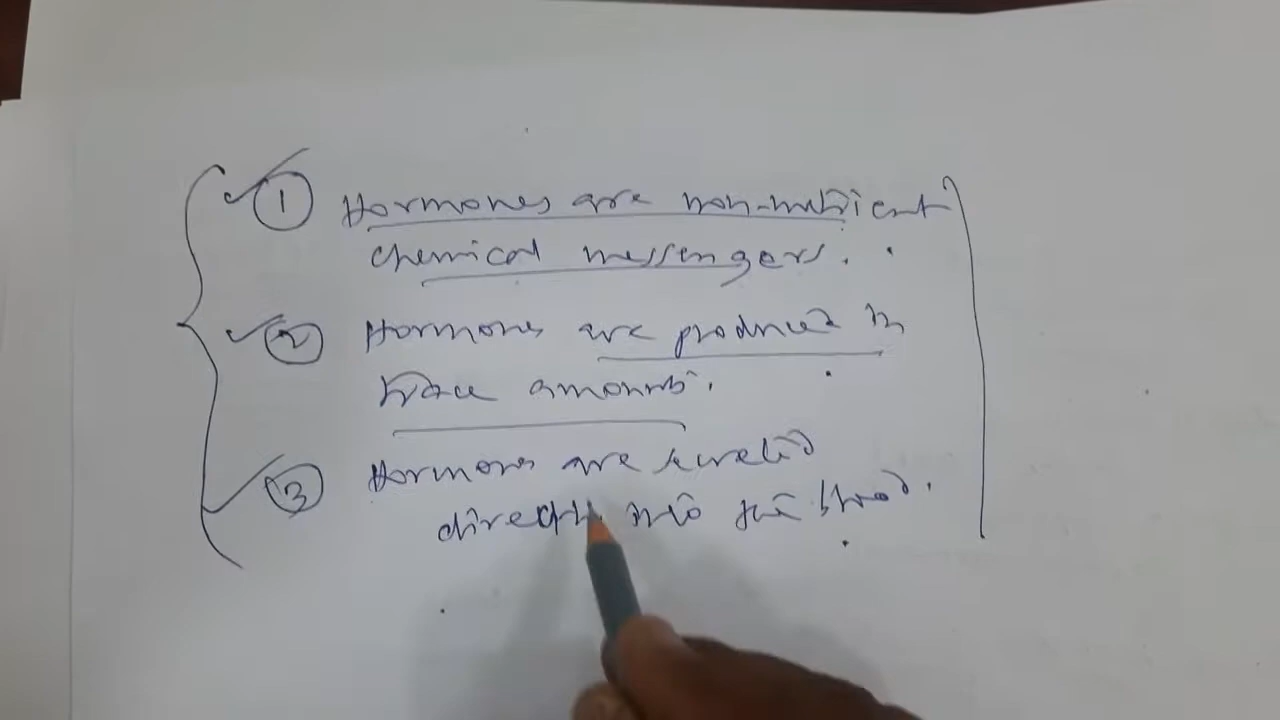 1 Hormones are non-nutrient
chemical messengers.
2 Hormones are produced in
trace amounts.
3 Hormones are secreted
directly into the blood.